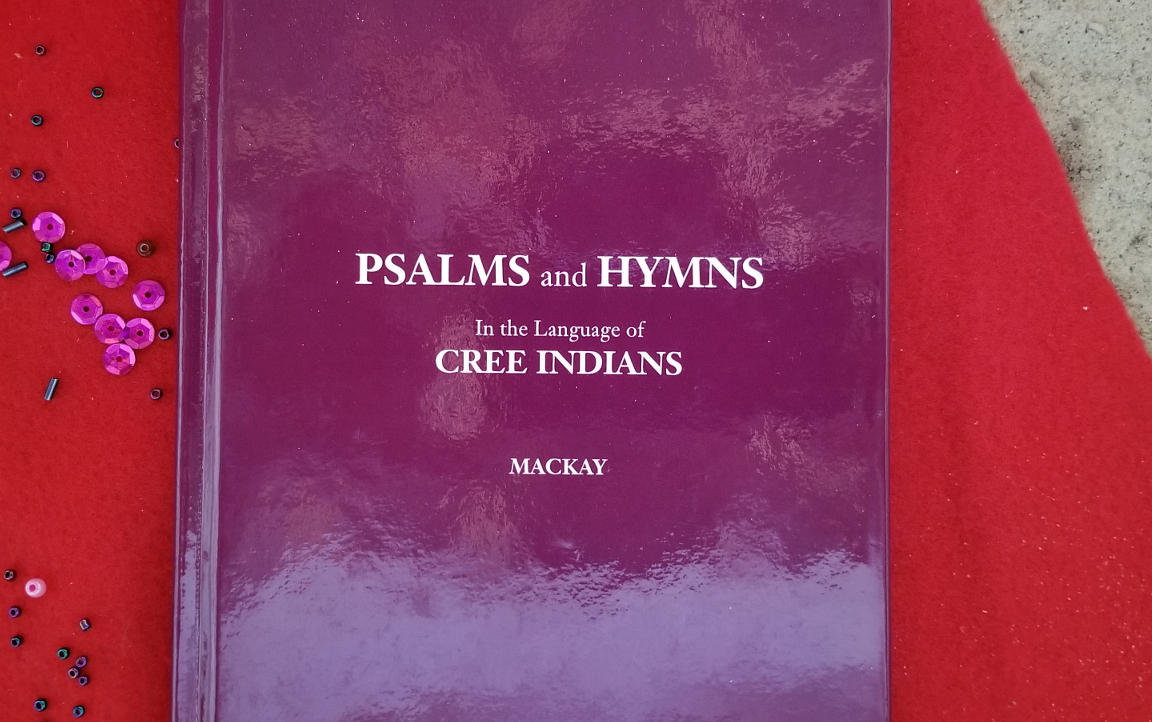 PSALMS and HYMNS
In the Language of
CREE INDIANS
MACKAY